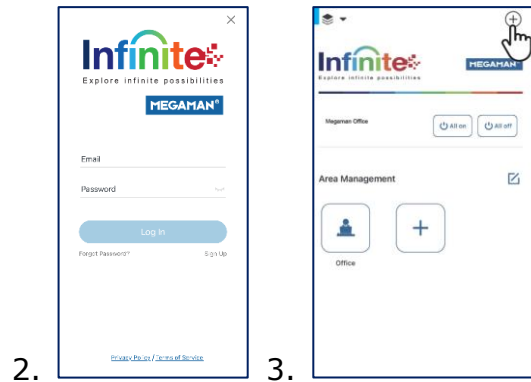 Infinite
Explore infinite possibilities
MEGAMAN®
Email
Password
Log In
Forgot Password?
Sign Up
Privacy Policy / Terms of Service
2.
Infinite
Explore infinite possibilities
MEGAMAN®
Megaman Office
All on
All off
Area Management
Office
3.